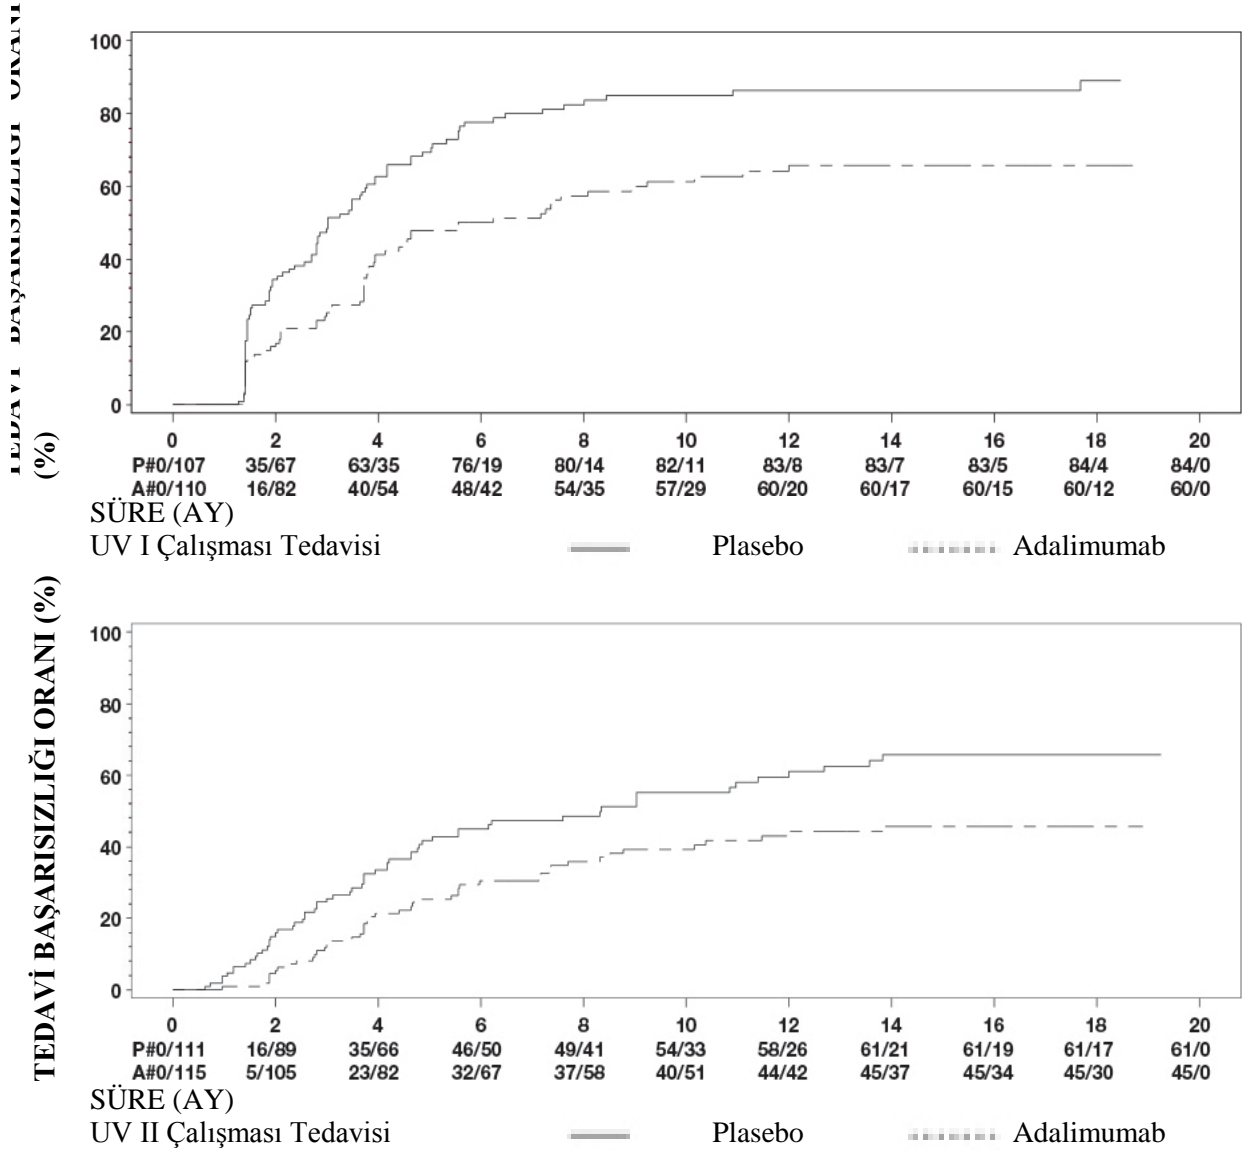 TEDAVİ BAŞARISIZLIĞI ORANI
(%)
100
80
60
40
20
0
0 2 4 6 8 10 12 14 16 18 20
P#0/107 35/67 63/35 76/19 80/14 82/11 83/8 83/7 83/5 84/4 84/0
A#0/110 16/82 40/54 48/42 54/35 57/29 60/20 60/17 60/15 60/12 60/0
SÜRE (AY)
UV I Çalışması Tedavisi Plasebo Adalimumab
TEDAVİ BAŞARISIZLIĞI ORANI (%)
100
80
60
40
20
0
0 2 4 6 8 10 12 14 16 18 20
P#0/111 16/89 35/66 46/50 49/41 54/33 58/26 61/21 61/19 61/17 61/0
A#0/115 5/105 23/82 32/67 37/58 40/51 44/42 45/37 45/34 45/30 45/0
SÜRE (AY)
UV II Çalışması Tedavisi Plasebo Adalimumab